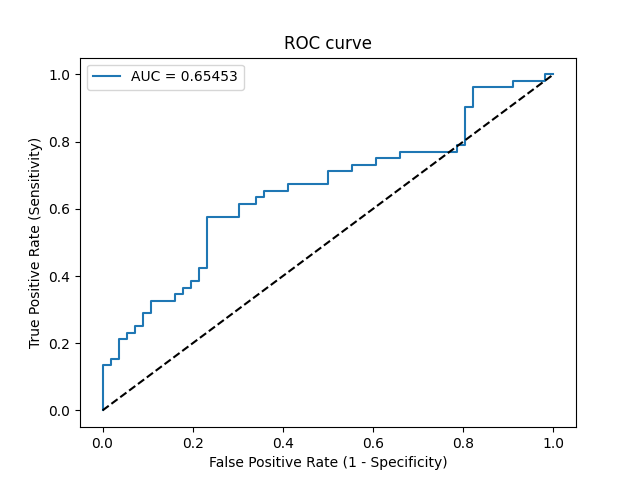 ROC curve
AUC = 0.65453
True Positive Rate (Sensitivity)
1.0
0.8
0.6
0.4
0.2
0.0
0.0 0.2 0.4 0.6 0.8 1.0
False Positive Rate (1 - Specificity)